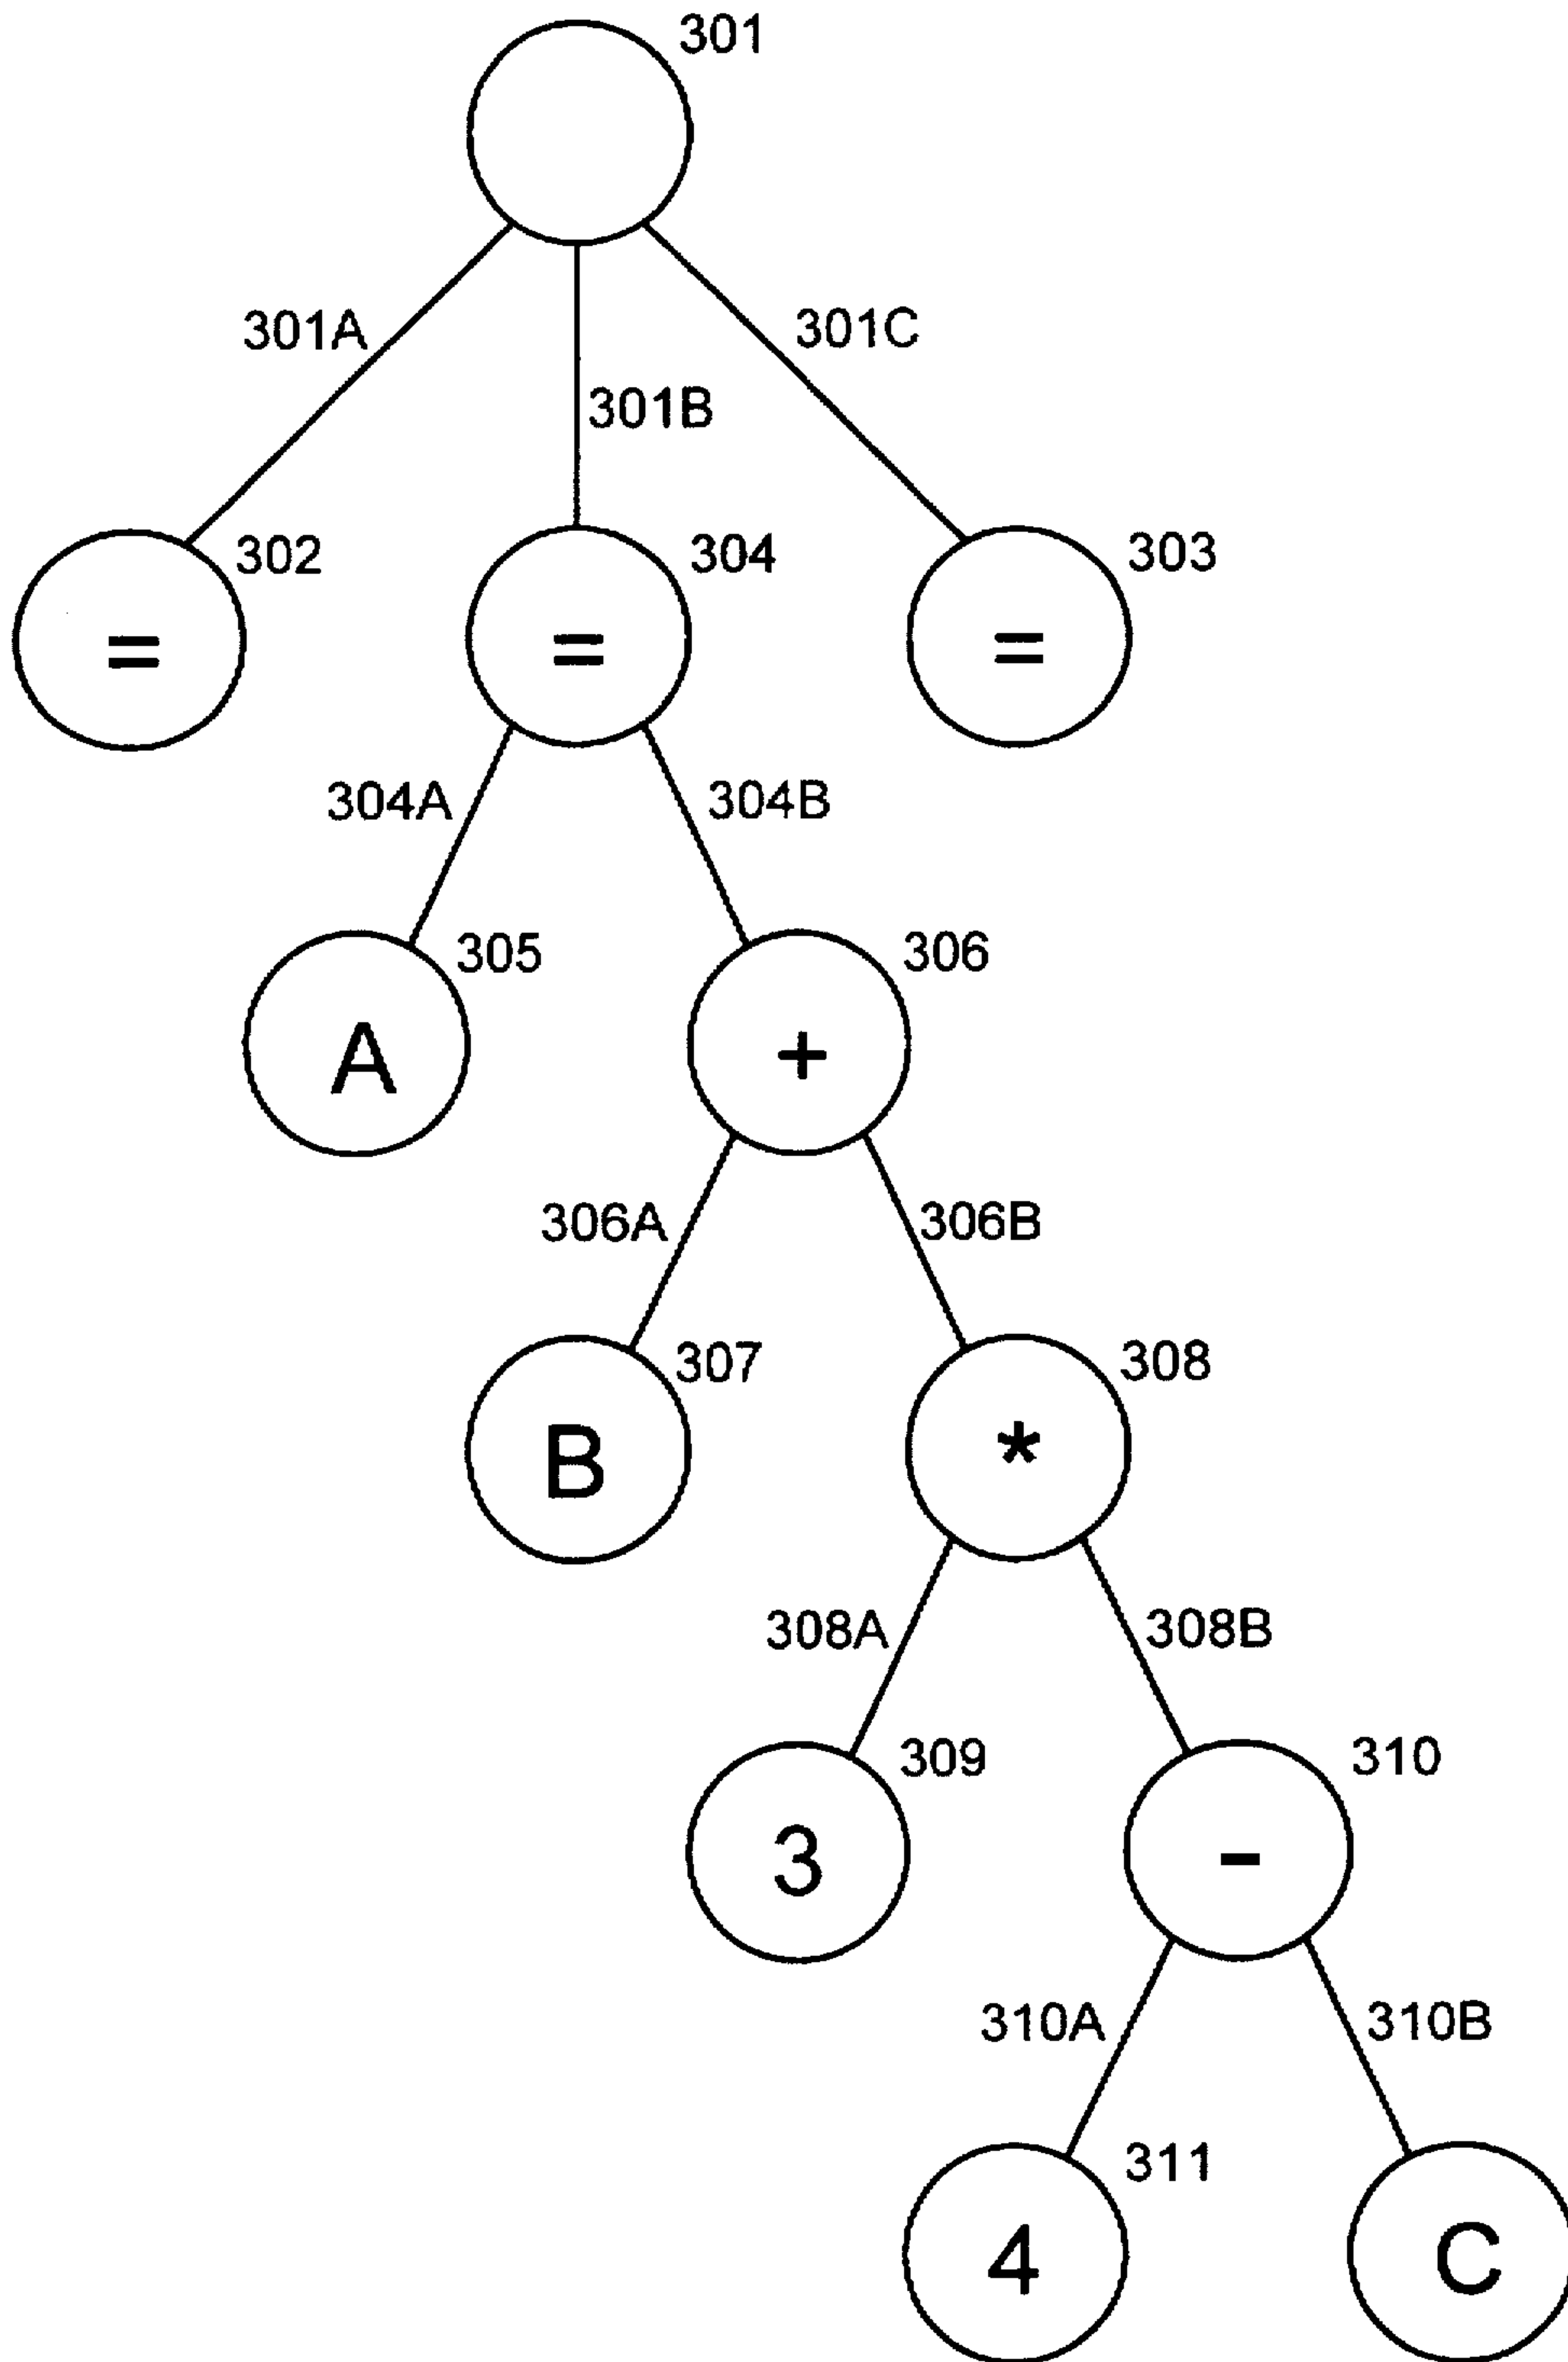 301
301A 301C
301B
302 304 303
= = =
304A 304B
305 306
A +
306A 306B
307 308
B *
308A 308B
309 310
3 -
310A 310B
311
4 C